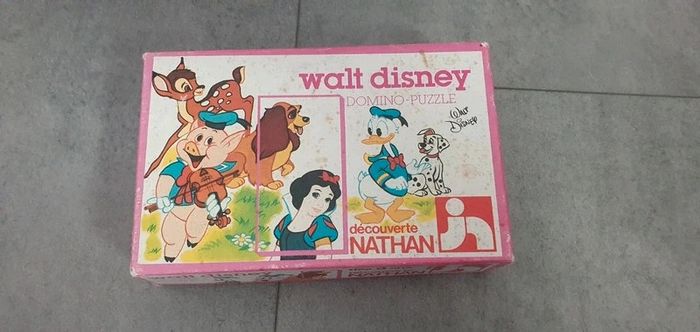 walt disney
DOMINO-PUZZLE
Walt
Disney
découverte
NATHAN